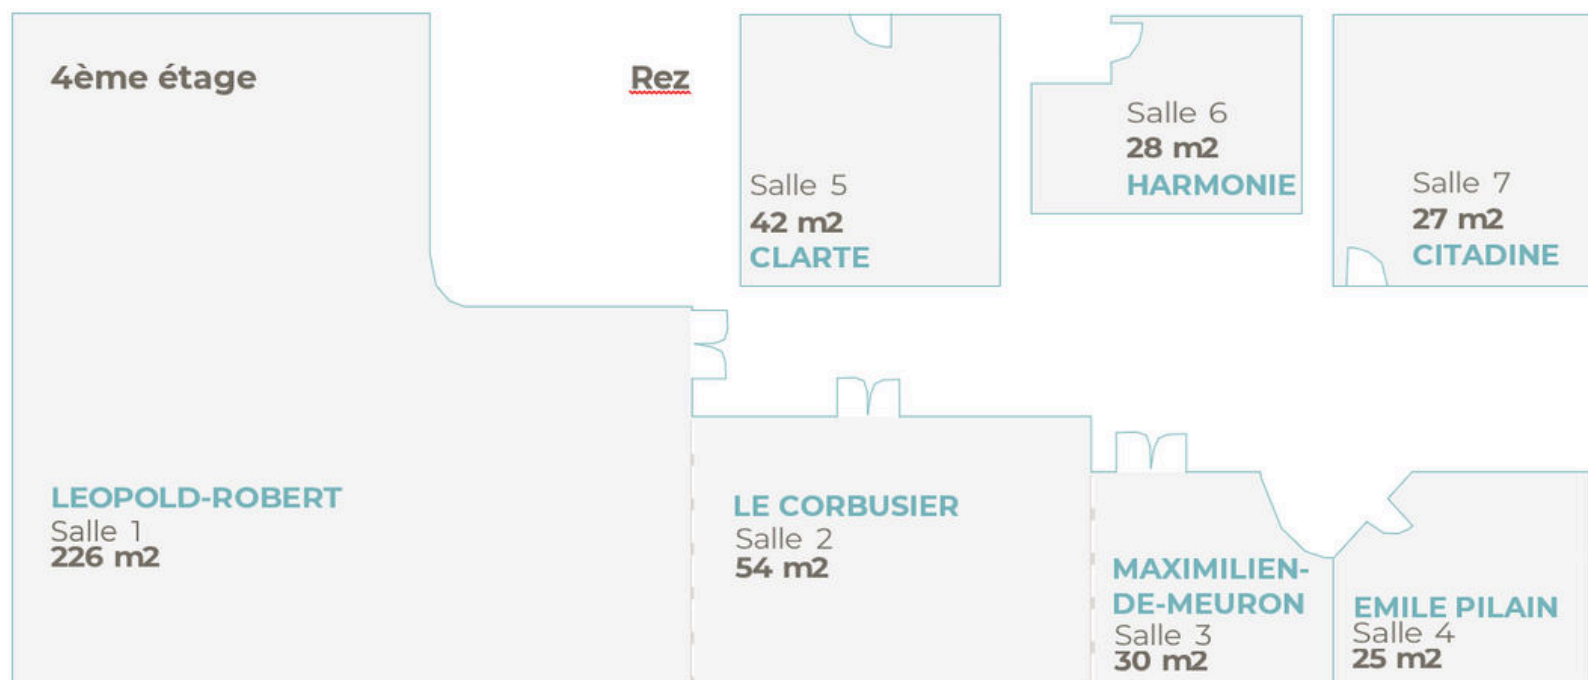 4ème étage
Rez
Salle 5
42 m2
CLARTE
Salle 6
28 m2
HARMONIE
Salle 7
27 m2
CITADINE
LEOPOLD-ROBERT
Salle 1
226 m2
LE CORBUSIER
Salle 2
54 m2
MAXIMILIEN-
DE-MEURON
Salle 3
30 m2
EMILE PILAIN
Salle 4
25 m2